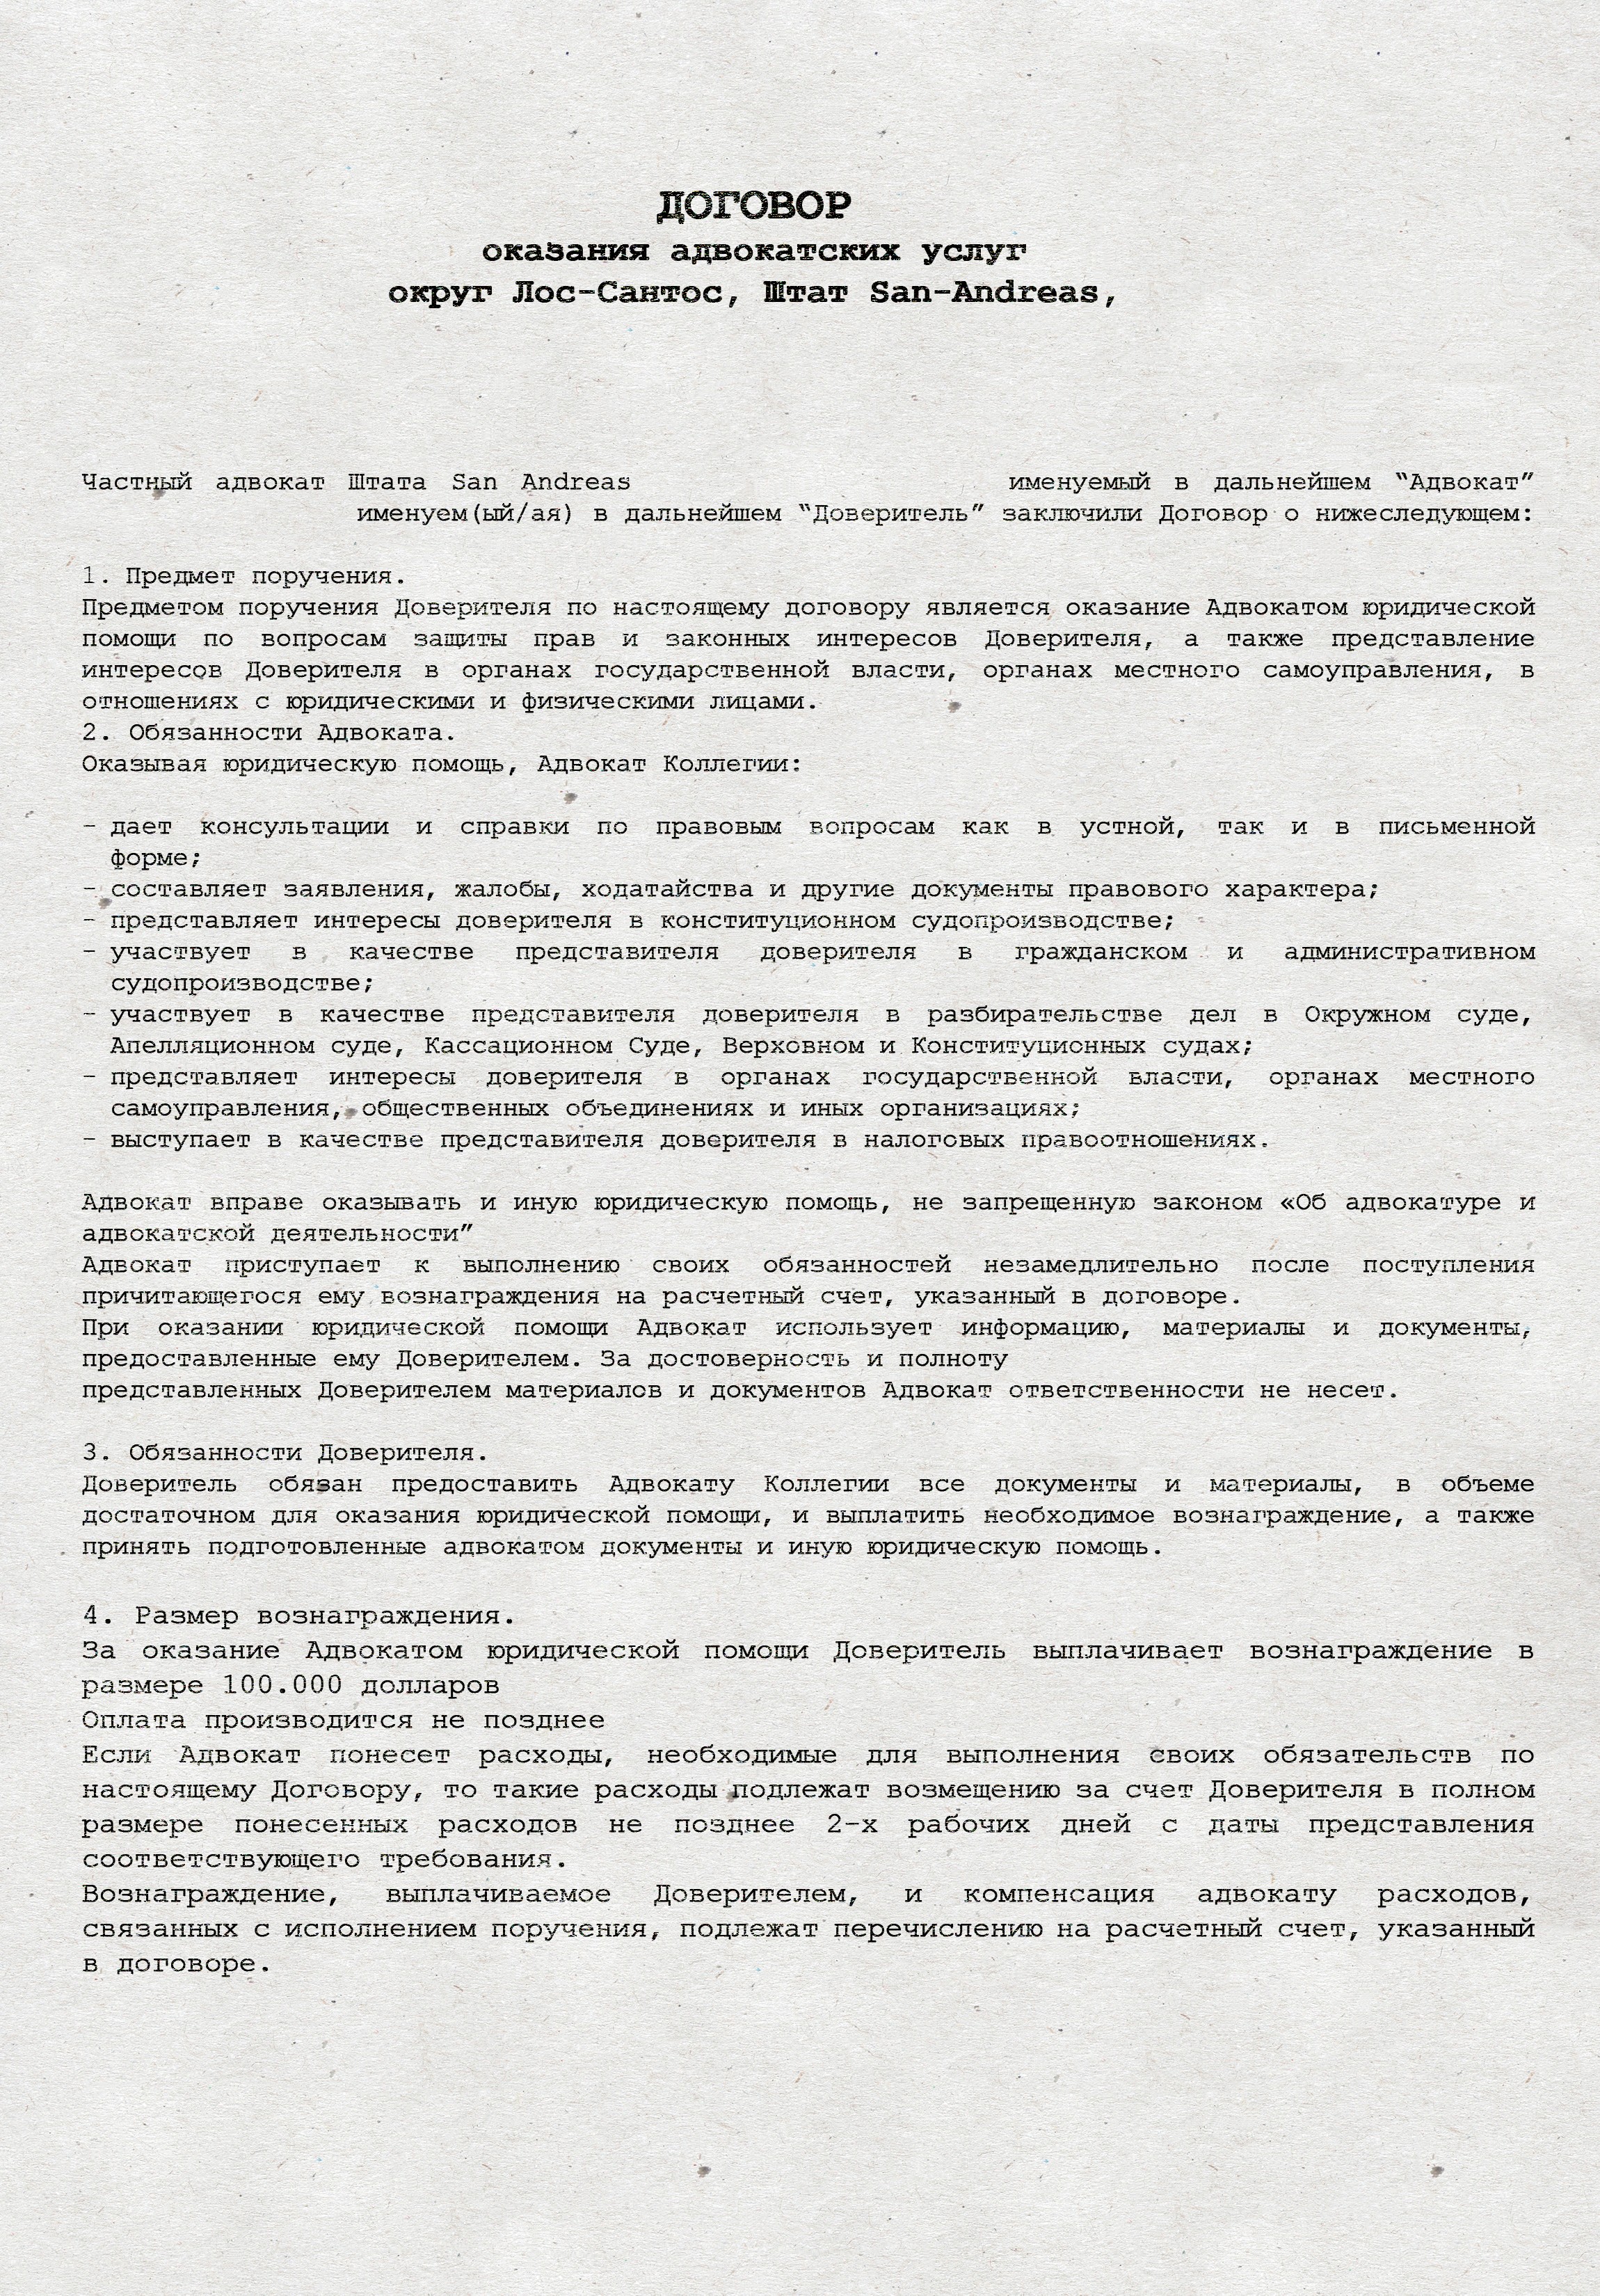 ДОГОВОР
оказания адвокатских услуг
округ Лос-Сантос, Штат San-Andreas,
Частный адвокат Штата San Andreas именуемый в дальнейшем “Адвокат”
именуем(ый/ая) в дальнейшем “Доверитель” заключили Договор о нижеследующем:
1. Предмет поручения.
Предметом поручения Доверителя по настоящему договору является оказание Адвокатом юридической
помощи по вопросам защиты прав и законных интересов Доверителя, а также представление
интересов Доверителя в органах государственной власти, органах местного самоуправления, в
отношениях с юридическими и физическими лицами.
2. Обязанности Адвоката.
Оказывая юридическую помощь, Адвокат Коллегии:
- дает консультации и справки по правовым вопросам как в устной, так и в письменной
форме;
- составляет заявления, жалобы, ходатайства и другие документы правового характера;
- представляет интересы доверителя в конституционном судопроизводстве;
- участвует в качестве представителя доверителя в гражданском и административном
судопроизводстве;
- участвует в качестве представителя доверителя в разбирательстве дел в Окружном суде,
Апелляционном суде, Кассационном Суде, Верховном и Конституционных судах;
- представляет интересы доверителя в органах государственной власти, органах местного
самоуправления, общественных объединениях и иных организациях;
- выступает в качестве представителя доверителя в налоговых правоотношениях.
Адвокат вправе оказывать и иную юридическую помощь, не запрещенную законом «Об адвокатуре и
адвокатской деятельности”
Адвокат приступает к выполнению своих обязанностей незамедлительно после поступления
причитающегося ему вознаграждения на расчетный счет, указанный в договоре.
При оказании юридической помощи Адвокат использует информацию, материалы и документы,
предоставленные ему Доверителем. За достоверность и полноту
представленных Доверителем материалов и документов Адвокат ответственности не несет.
3. Обязанности Доверителя.
Доверитель обязан предоставить Адвокату Коллегии все документы и материалы, в объеме
достаточном для оказания юридической помощи, и выплатить необходимое вознаграждение, а также
принять подготовленные адвокатом документы и иную юридическую помощь.
4. Размер вознаграждения.
За оказание Адвокатом юридической помощи Доверитель выплачивает вознаграждение в
размере 100.000 долларов
Оплата производится не позднее
Если Адвокат понесет расходы, необходимые для выполнения своих обязательств по
настоящему Договору, то такие расходы подлежат возмещению за счет Доверителя в полном
размере понесенных расходов не позднее 2-х рабочих дней с даты представления
соответствующего требования.
Вознаграждение, выплачиваемое Доверителем, и компенсация адвокату расходов,
связанных с исполнением поручения, подлежат перечислению на расчетный счет, указанный
в договоре.